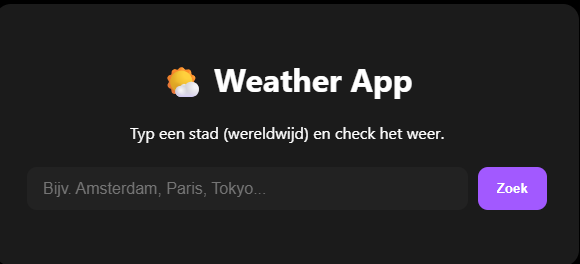 Weather App
Typ een stad (wereldwijd) en check het weer.
Bijv. Amsterdam, Paris, Tokyo...
Zoek